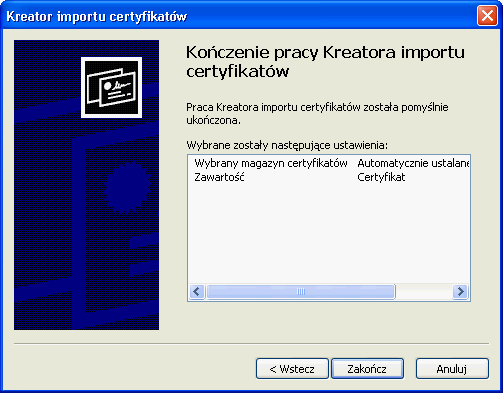 Kreator importu certyfikatów
Kończenie pracy Kreatora importu
certyfikatów
Praca Kreatora importu certyfikatów została pomyślnie
ukończona.
Wybrane zostały następujące ustawienia:
Wybrany magazyn certyfikatów Automatycznie ustalane
Zawartość Certyfikat
< Wstecz Zakończ Anuluj